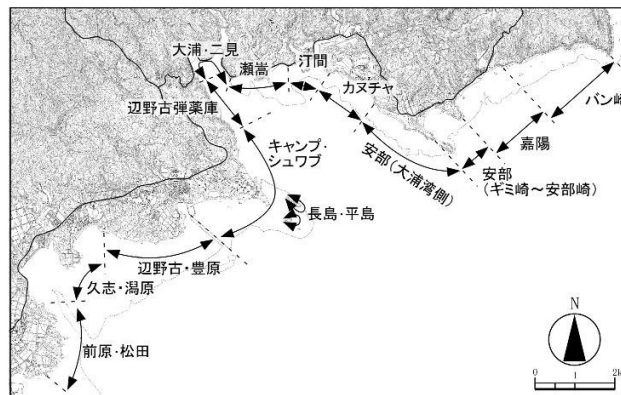 大浦・二見
瀬嵩
汀間
カヌチャ
バン崎
辺野古弾薬庫
嘉陽
キャンプ・
シュワブ
安部(大浦湾側)
安部
(ギミ崎～安部崎)
長島・平島
辺野古・豊原
久志・潟原
前原・松田
N
0 1 2k